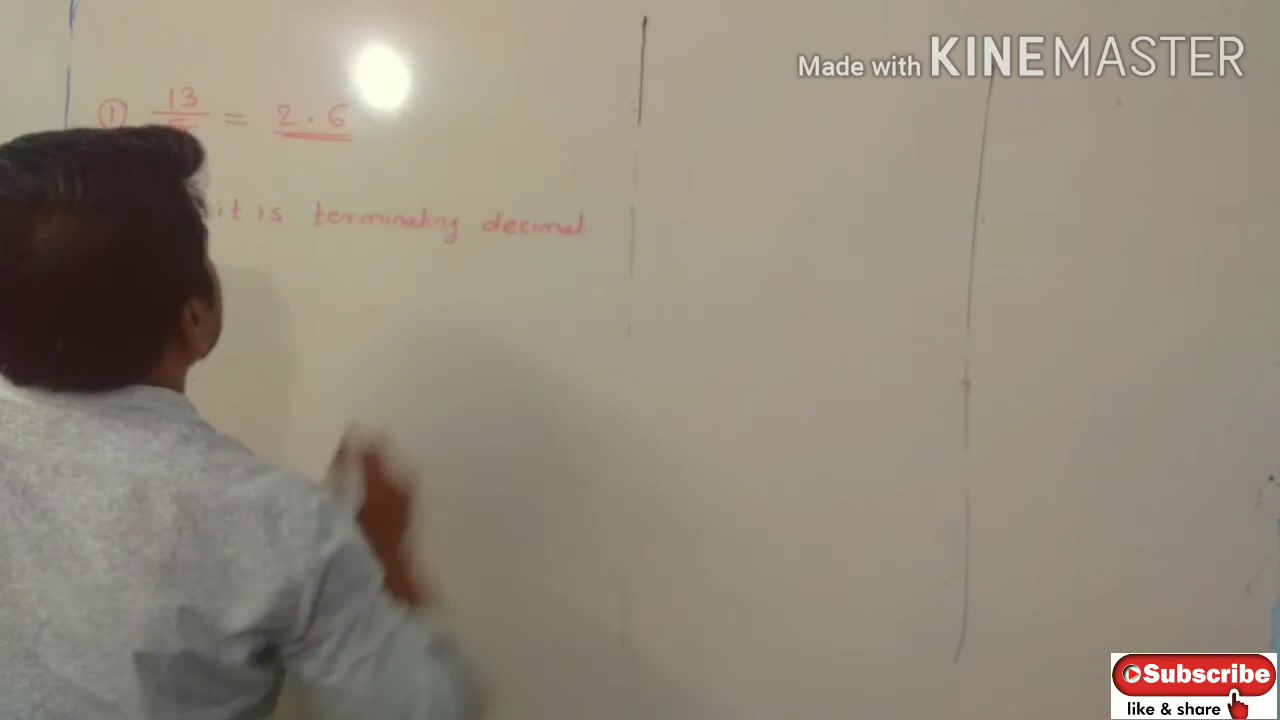 Made with KINEMASTER
① 13/5 = 2.6
it is terminating decimal
Subscribe
like & share